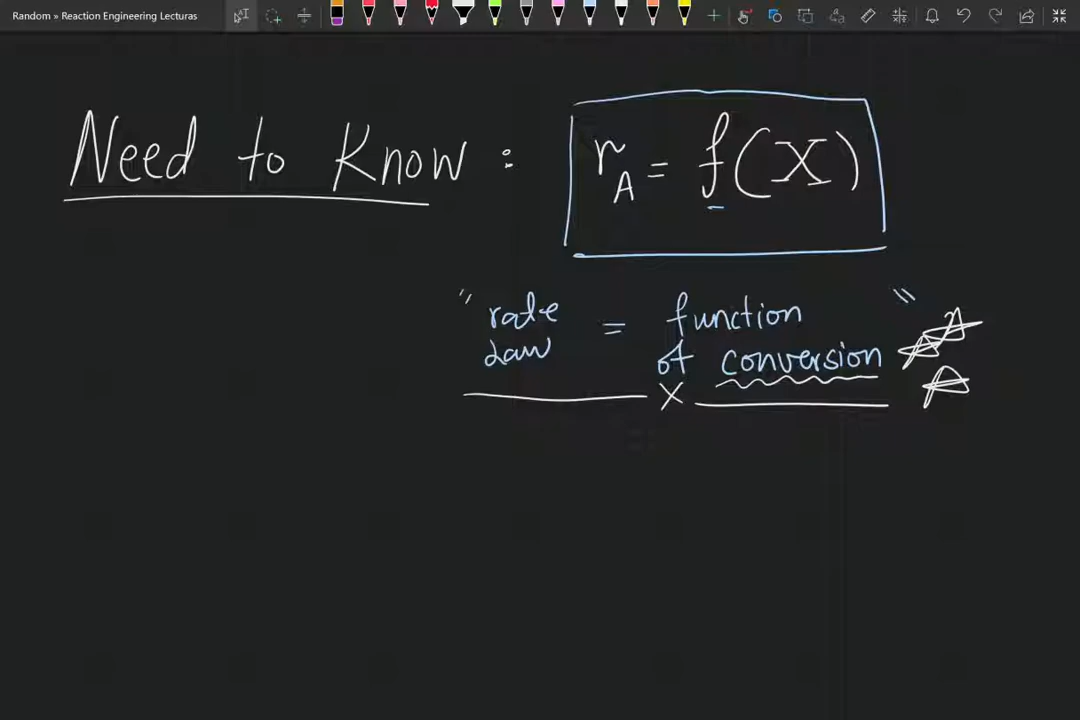 Random » Reaction Engineering Lecturas
Need to Know : r_A = f(X)
" rate Law = function of conversion "
X